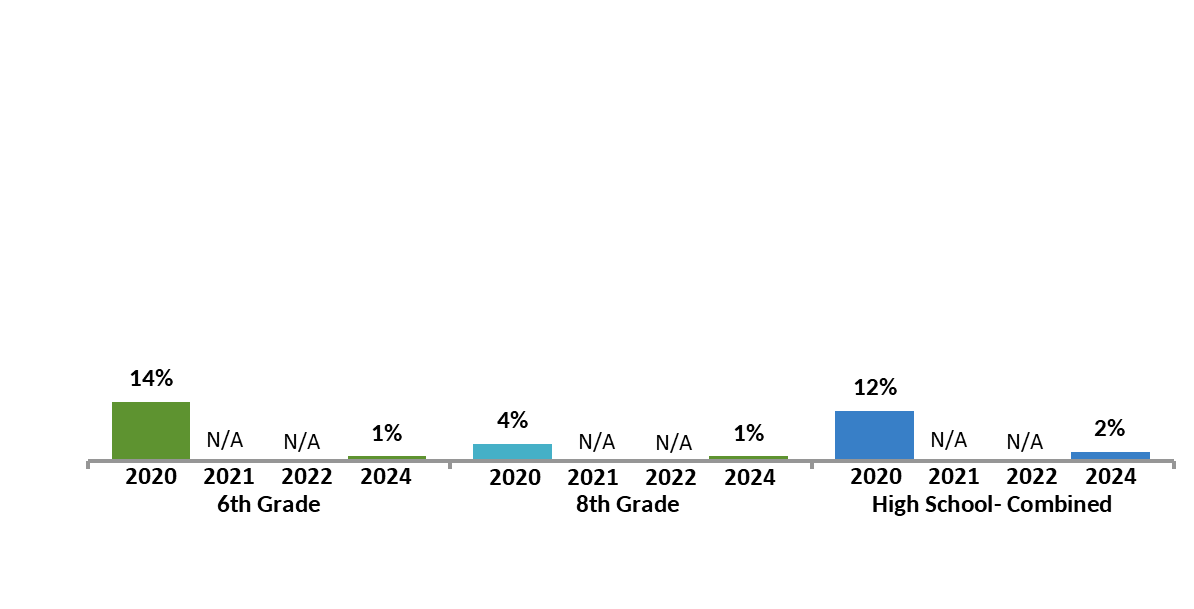 14%
12%
4%
1%
1%
2%
N/A
N/A
N/A
N/A
N/A
N/A
2020 2021 2022 2024 2020 2021 2022 2024 2020 2021 2022 2024
6th Grade 8th Grade High School- Combined